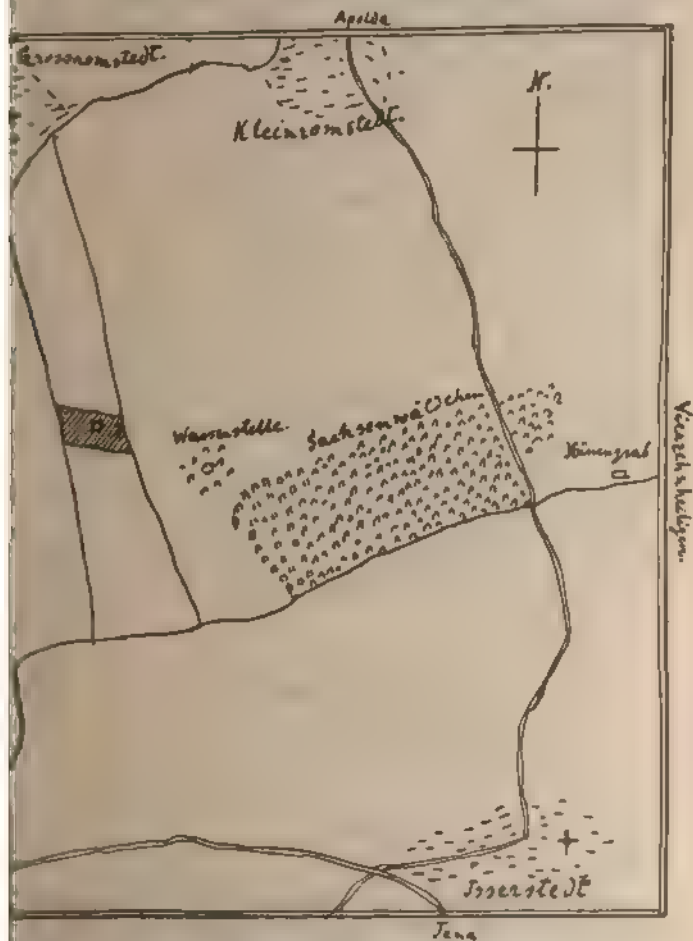 Apolda
Grossromstedt.
Kleinromstedt.
N.
Sachsenwäldchen
Wasserstelle.
Hünengrab
Vierzehnheiligen.
Isserstedt
Jena